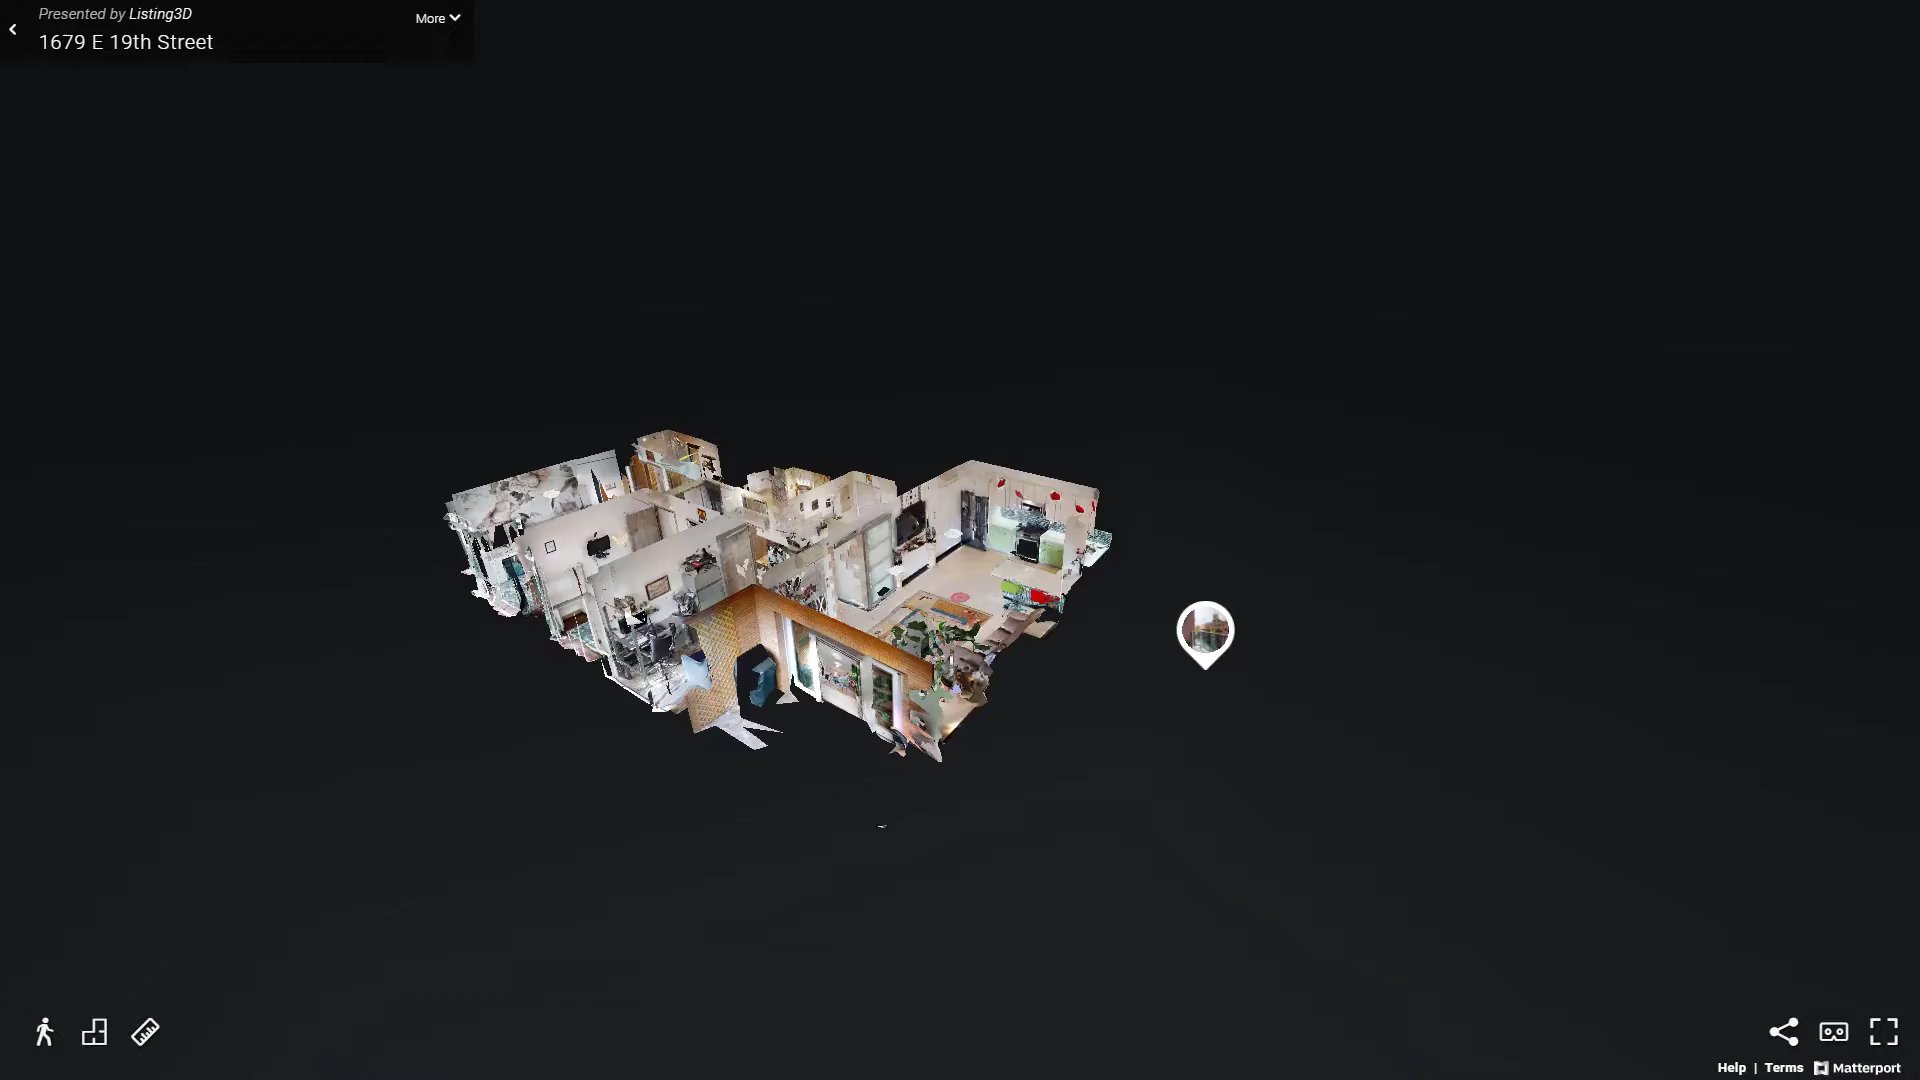 Presented by Listing3D
More
1679 E 19th Street
Help | Terms Matterport